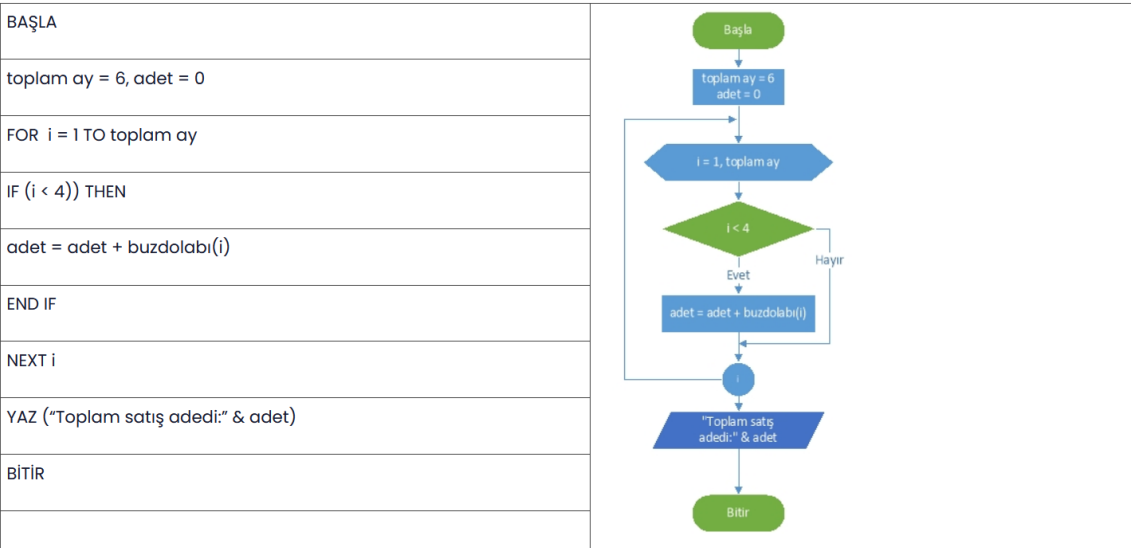 BAŞLA
toplam ay = 6, adet = 0
FOR  i = 1 TO toplam ay
IF (i < 4)) THEN
adet = adet + buzdolabı(i)
END IF
NEXT i
YAZ (“Toplam satış adedi:” & adet)
BİTİR
Başla
toplam ay = 6
adet = 0
i = 1, toplam ay
i < 4
Hayır
Evet
adet = adet + buzdolabı(i)
i
"Toplam satış
adedi:" & adet
Bitir